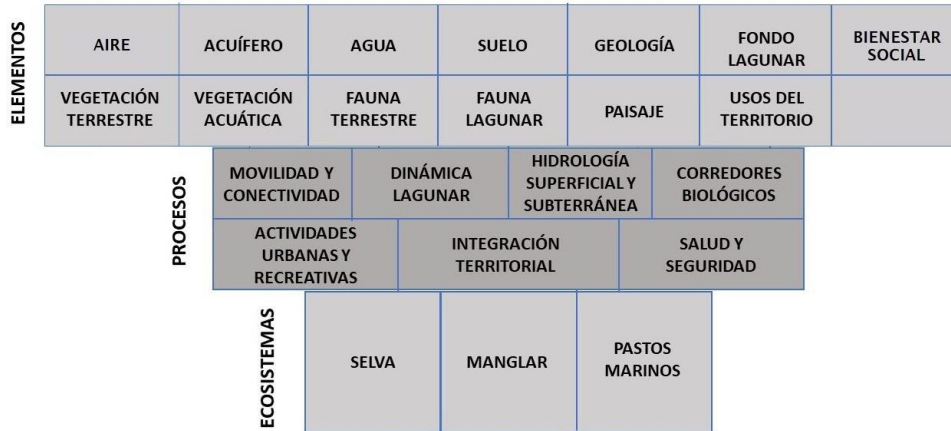 ELEMENTOS
AIRE
ACUÍFERO
AGUA
SUELO
GEOLOGÍA
FONDO
LAGUNAR
BIENESTAR
SOCIAL
VEGETACIÓN
TERRESTRE
VEGETACIÓN
ACUÁTICA
FAUNA
TERRESTRE
FAUNA
LAGUNAR
PAISAJE
USOS DEL
TERRITORIO
PROCESOS
MOVILIDAD Y
CONECTIVIDAD
DINÁMICA
LAGUNAR
HIDROLOGÍA
SUPERFICIAL Y
SUBTERRÁNEA
CORREDORES
BIOLÓGICOS
ACTIVIDADES
URBANAS Y
RECREATIVAS
INTEGRACIÓN
TERRITORIAL
SALUD Y
SEGURIDAD
ECOSISTEMAS
SELVA
MANGLAR
PASTOS
MARINOS